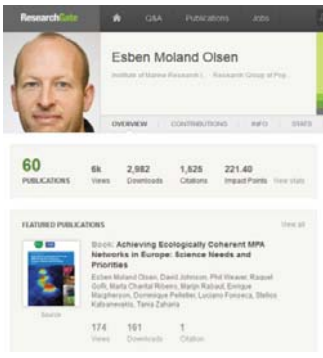 ResearchGate Q&A Publications Jobs
Esben Moland Olsen
Institute of Marine Research Research Group at Pop..
OVERVIEW CONTRIBUTIONS INFO STATS
60 6k 2,982 1,525 221.40
PUBLICATIONS Views Downloads Citations Impact Points View stats
FEATURED PUBLICATIONS View all
Book: Achieving Ecologically Coherent MPA
Networks in Europe: Science Needs and
Priorities
Esben Moland Olsen, David Johnson, Phil Weaver, Raquel
Goñi, Marta Chantal Ribeiro, Marijn Rabaut, Enrique
Macpherson, Dominique Pelletier, Luciano Fonseca, Stelios
Katsanevakis, Tania Zaharia
Source
174 161 1
Views Downloads Citation